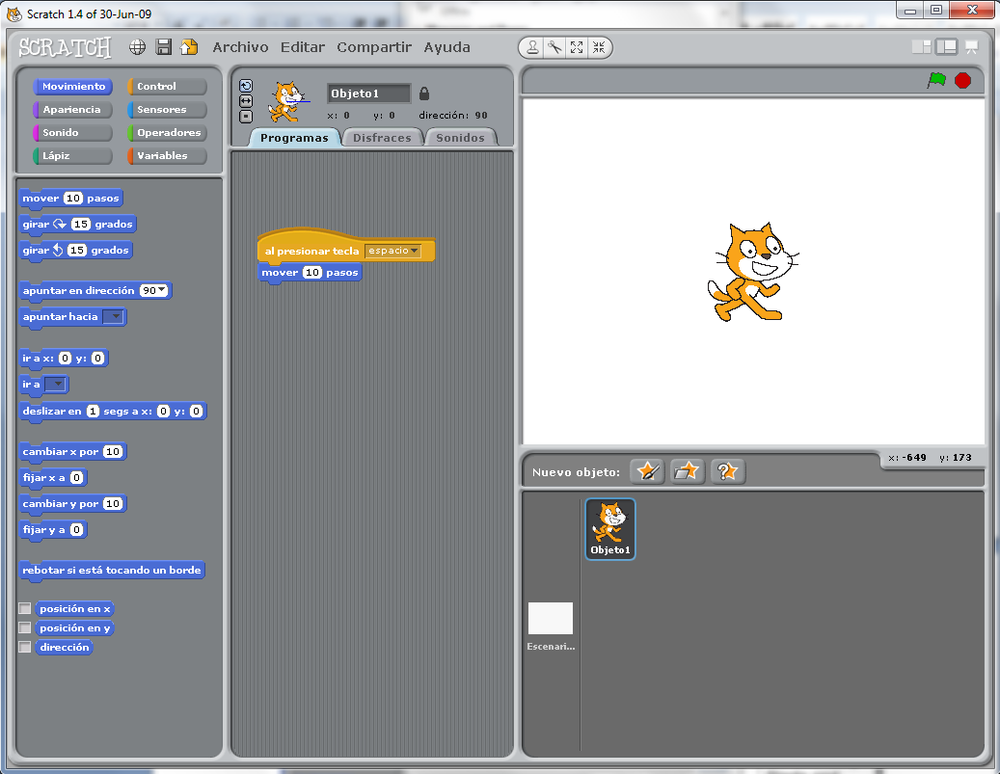 Scratch 1.4 of 30-Jun-09
SCRATCH Archivo Editar Compartir Ayuda
Movimiento Control
Apariencia Sensores
Sonido Operadores
Lápiz Variables
mover 10 pasos
girar 15 grados
girar 15 grados
apuntar en dirección 90
apuntar hacia
ir a x: 0 y: 0
ir a
deslizar en 1 segs a x: 0 y: 0
cambiar x por 10
fijar x a 0
cambiar y por 10
fijar y a 0
rebotar si está tocando un borde
posición en x
posición en y
dirección
Objeto1
x: 0 y: 0 dirección: 90
Programas Disfraces Sonidos
al presionar tecla espacio
mover 10 pasos
x: -649 y: 173
Nuevo objeto:
Objeto1
Escenari...